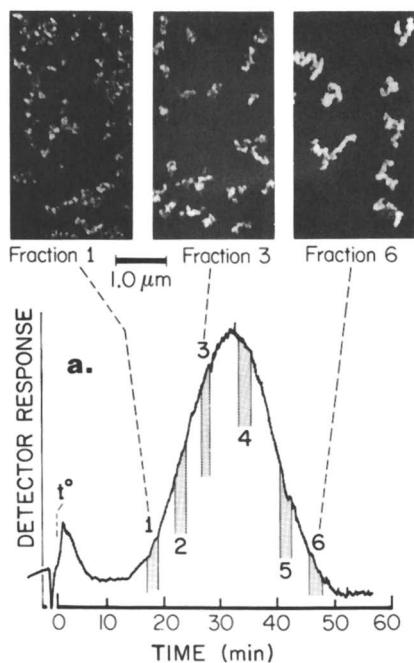 Fraction 1
Fraction 3
Fraction 6
1.0 μm
DETECTOR RESPONSE
a.
t°
1
2
3
4
5
6
0 10 20 30 40 50 60
TIME (min)